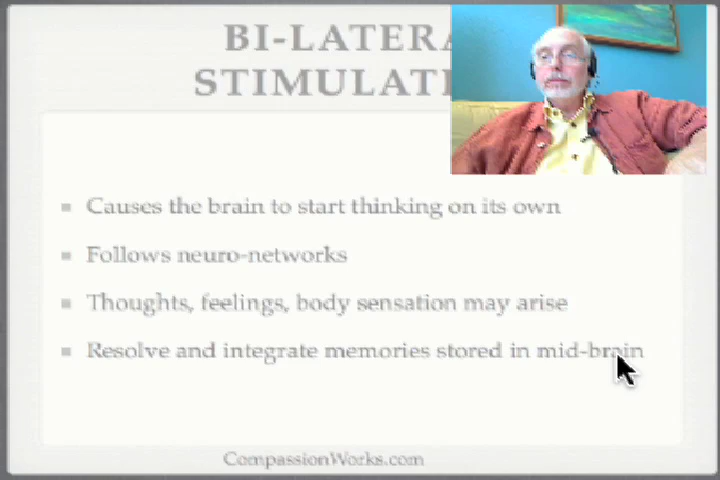 BI-LATERA
STIMULATI
Causes the brain to start thinking on its own
Follows neuro-networks
Thoughts, feelings, body sensation may arise
Resolve and integrate memories stored in mid-brain
CompassionWorks.com